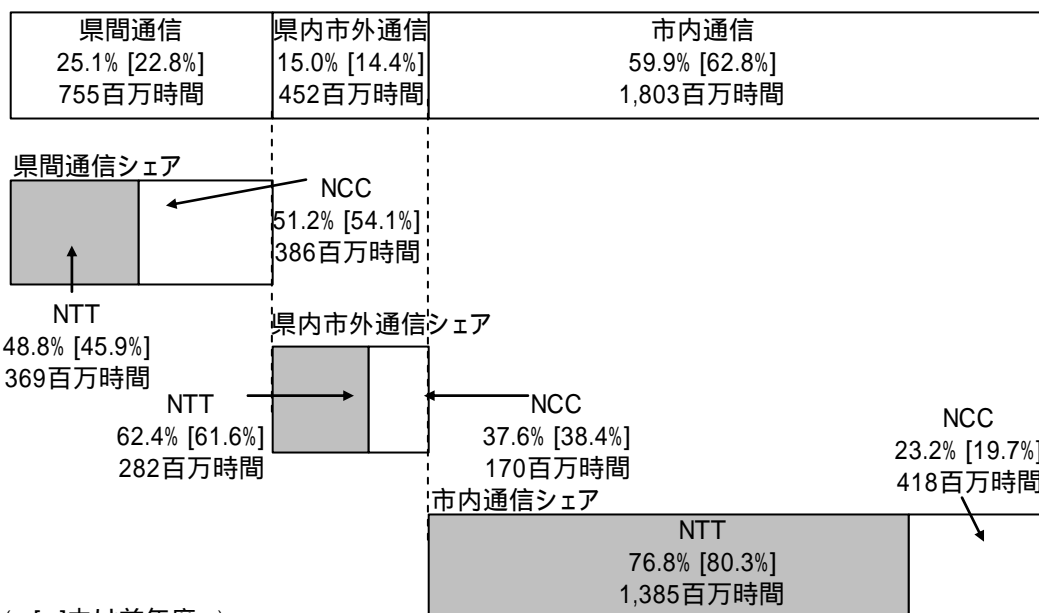 県間通信
25.1% [22.8%]
755百万時間
県内市外通信
15.0% [14.4%]
452百万時間
市内通信
59.9% [62.8%]
1,803百万時間
県間通信シェア
NCC
51.2% [54.1%]
386百万時間
NTT
48.8% [45.9%]
369百万時間
県内市外通信シェア
NTT
62.4% [61.6%]
282百万時間
NCC
37.6% [38.4%]
170百万時間
NCC
23.2% [19.7%]
418百万時間
市内通信シェア
NTT
76.8% [80.3%]
1,385百万時間